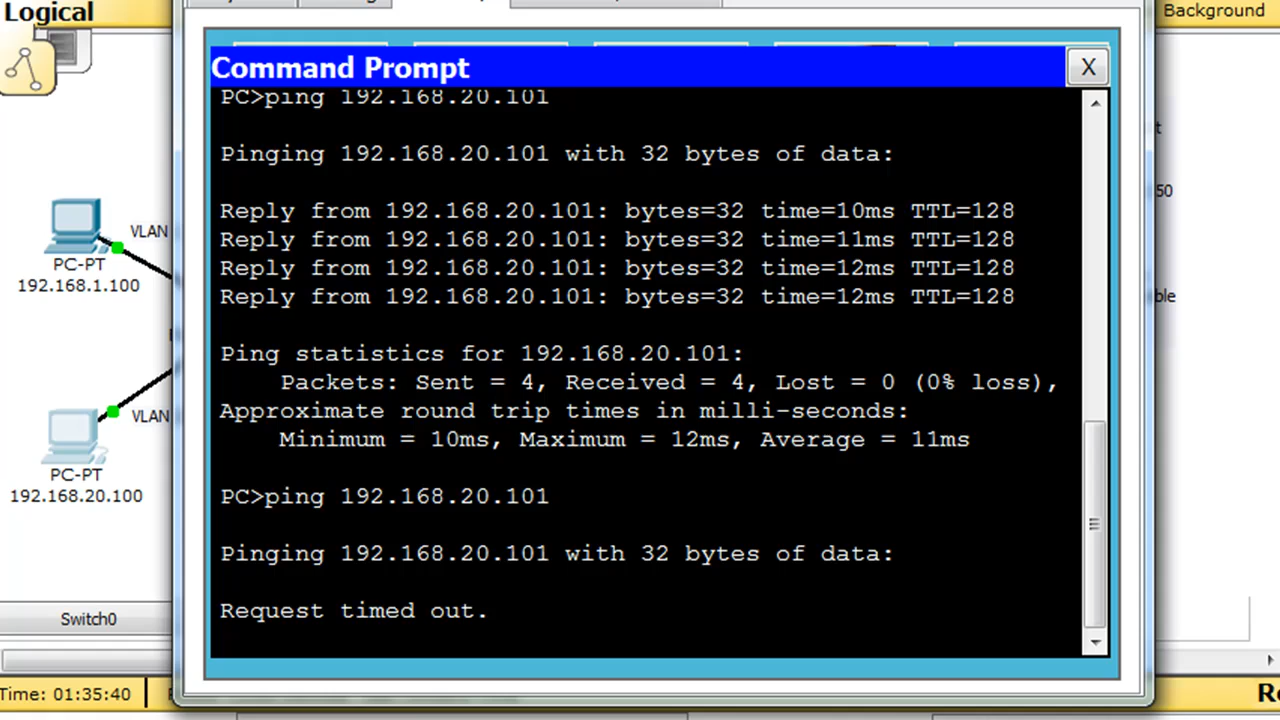 Logical
Background
Command Prompt
X
PC>ping 192.168.20.101
Pinging 192.168.20.101 with 32 bytes of data:
Reply from 192.168.20.101: bytes=32 time=10ms TTL=128
Reply from 192.168.20.101: bytes=32 time=11ms TTL=128
Reply from 192.168.20.101: bytes=32 time=12ms TTL=128
Reply from 192.168.20.101: bytes=32 time=12ms TTL=128
Ping statistics for 192.168.20.101:
Packets: Sent = 4, Received = 4, Lost = 0 (0% loss),
Approximate round trip times in milli-seconds:
Minimum = 10ms, Maximum = 12ms, Average = 11ms
PC>ping 192.168.20.101
Pinging 192.168.20.101 with 32 bytes of data:
Request timed out.
VLAN
PC-PT
192.168.1.100
VLAN
PC-PT
192.168.20.100
Switch0
Time: 01:35:40
50